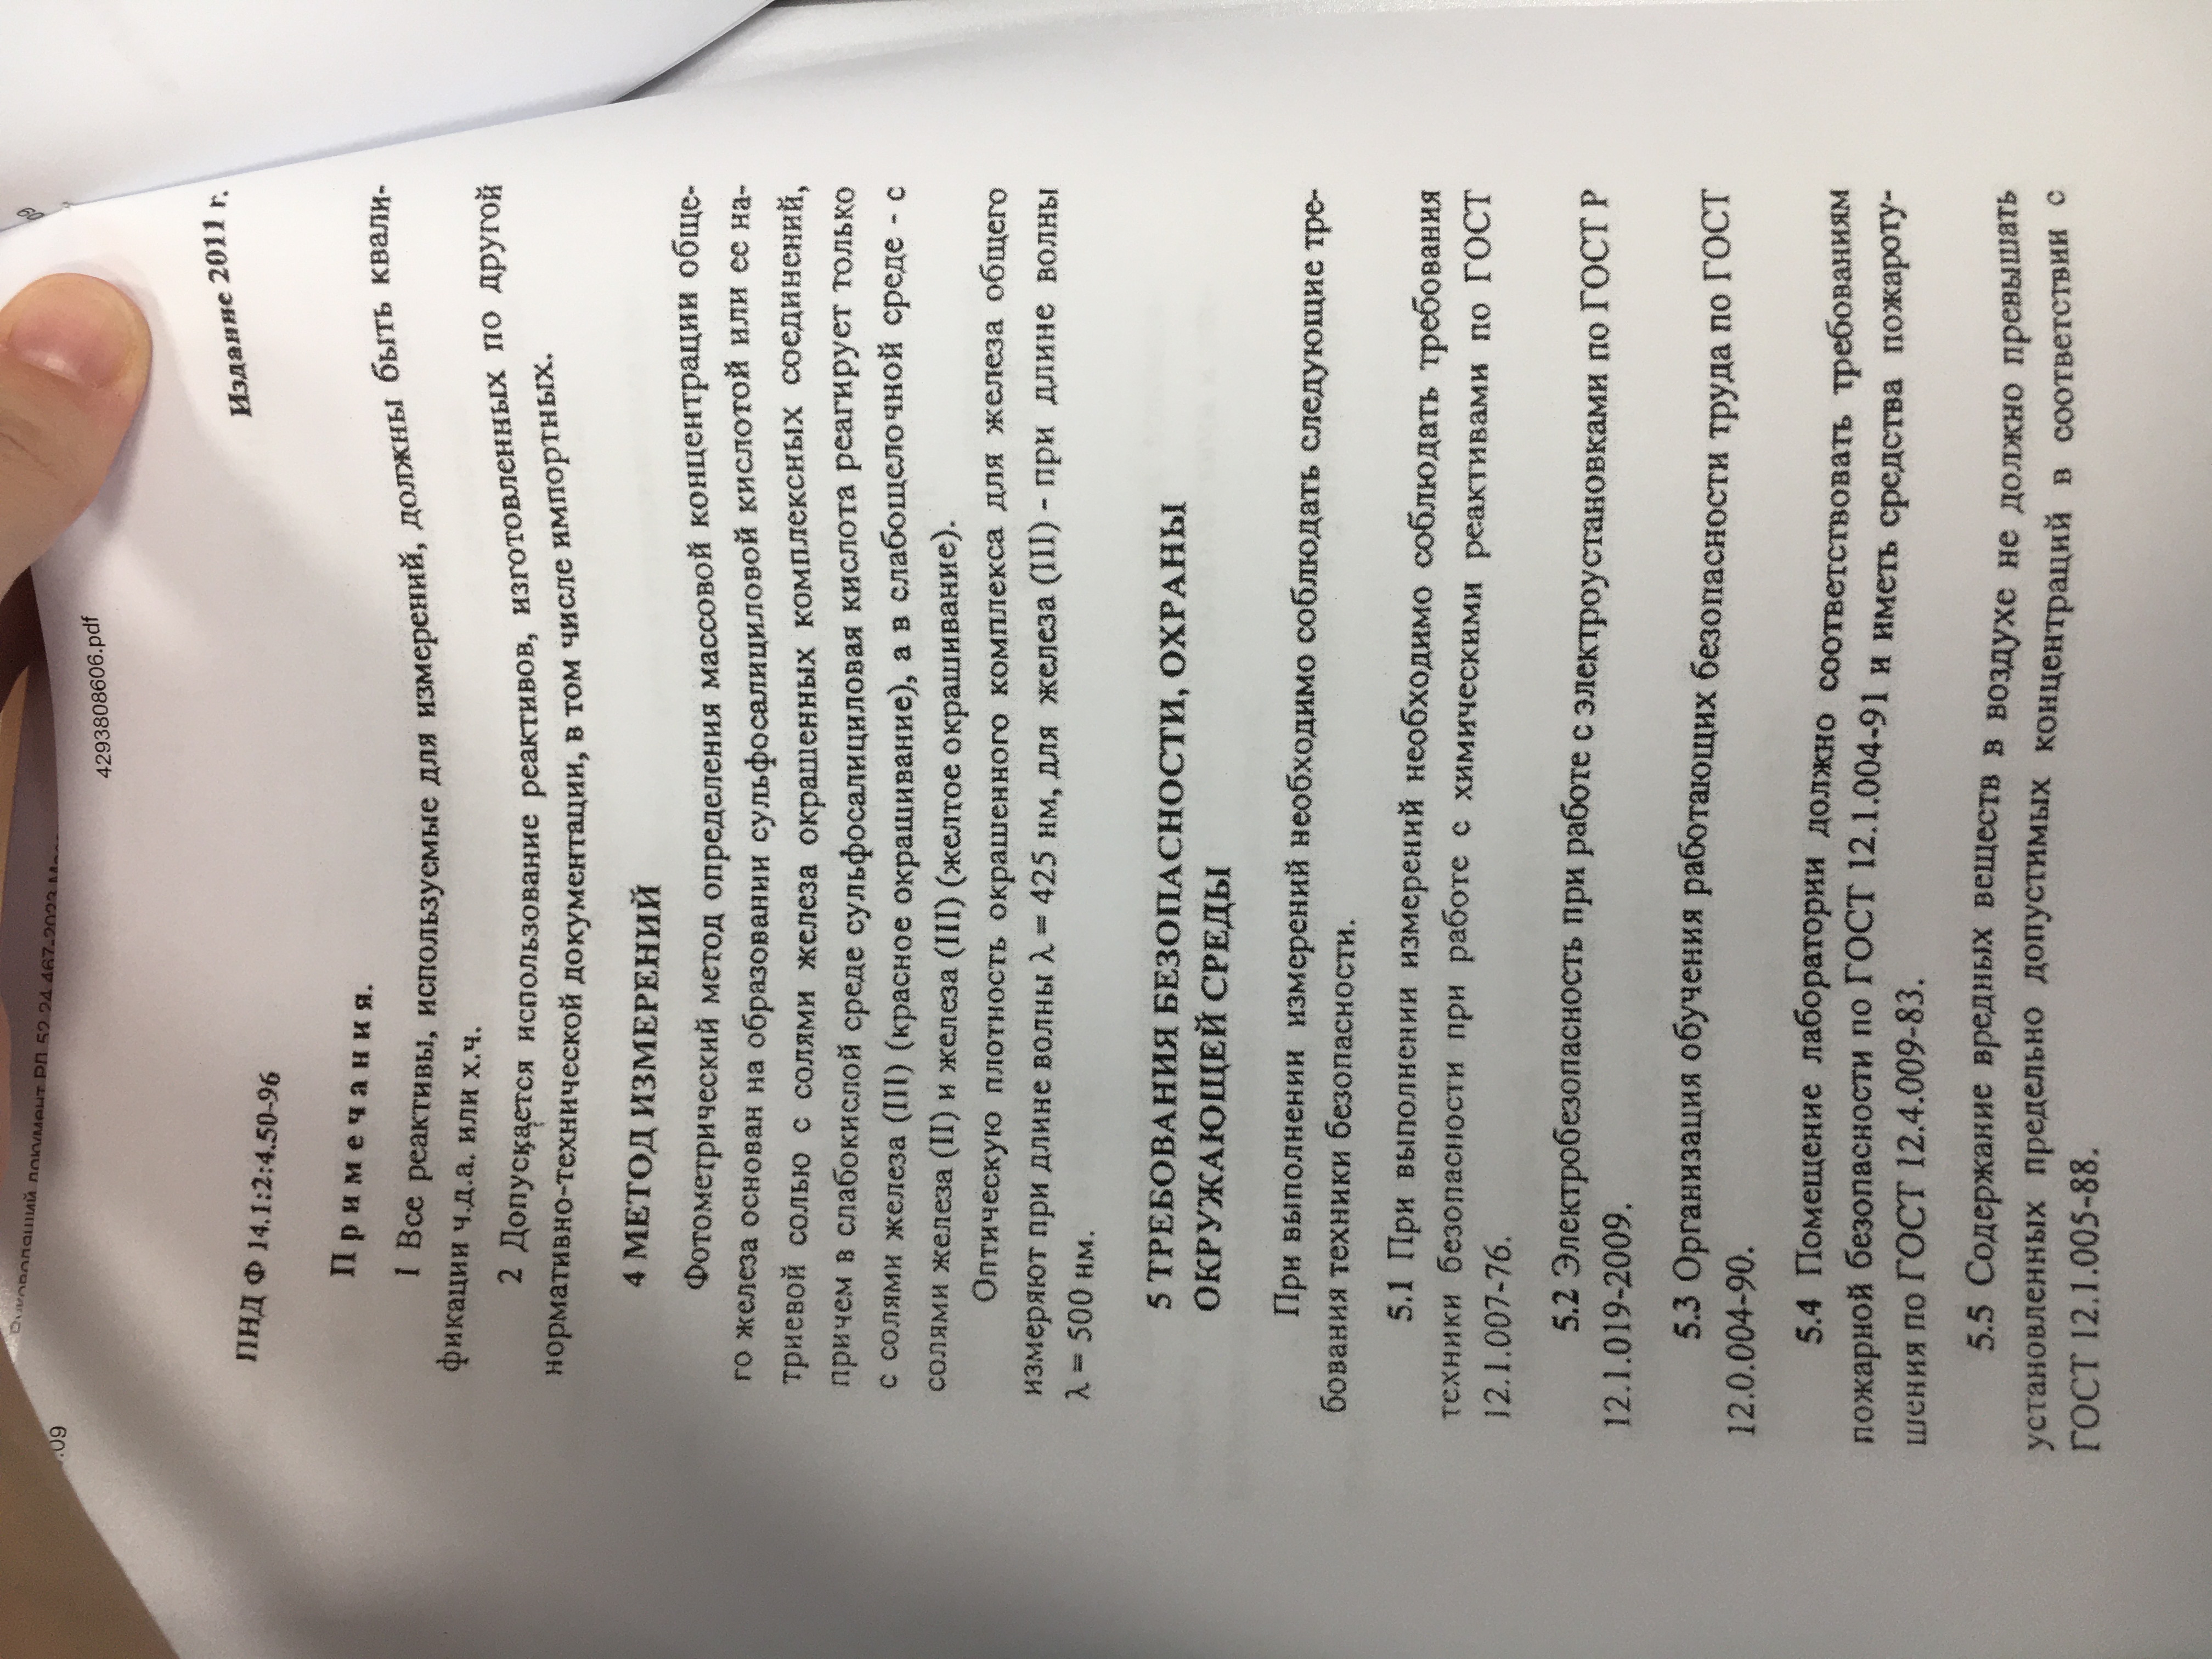 4293808606.pdf
ПНД Ф 14.1:2:4.50-96 Издание 2011 г.
Примечания.
1 Все реактивы, используемые для измерений, должны быть квали-
фикации ч.д.а. или х.ч.
2 Допускается использование реактивов, изготовленных по другой
нормативно-технической документации, в том числе импортных.
4 МЕТОД ИЗМЕРЕНИЙ
Фотометрический метод определения массовой концентрации обще-
го железа основан на образовании сульфосалициловой кислотой или ее на-
триевой солью с солями железа окрашенных комплексных соединений,
причем в слабокислой среде сульфосалициловая кислота реагирует только
с солями железа (III) (красное окрашивание), а в слабощелочной среде - с
солями железа (II) и железа (III) (желтое окрашивание).
Оптическую плотность окрашенного комплекса для железа общего
измеряют при длине волны λ = 425 нм, для железа (III) - при длине волны
λ = 500 нм.
5 ТРЕБОВАНИЯ БЕЗОПАСНОСТИ, ОХРАНЫ
ОКРУЖАЮЩЕЙ СРЕДЫ
При выполнении измерений необходимо соблюдать следующие тре-
бования техники безопасности.
5.1 При выполнении измерений необходимо соблюдать требования
техники безопасности при работе с химическими реактивами по ГОСТ
12.1.007-76.
5.2 Электробезопасность при работе с электроустановками по ГОСТ Р
12.1.019-2009.
5.3 Организация обучения работающих безопасности труда по ГОСТ
12.0.004-90.
5.4 Помещение лаборатории должно соответствовать требованиям
пожарной безопасности по ГОСТ 12.1.004-91 и иметь средства пожароту-
шения по ГОСТ 12.4.009-83.
5.5 Содержание вредных веществ в воздухе не должно превышать
установленных предельно допустимых концентраций в соответствии с
ГОСТ 12.1.005-88.